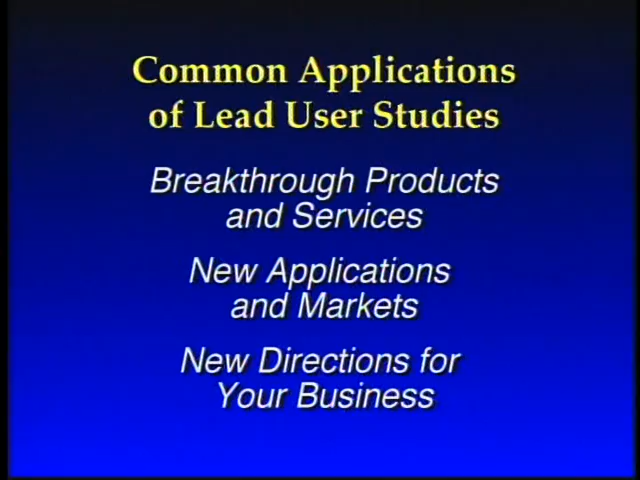 Common Applications
of Lead User Studies
Breakthrough Products
and Services
New Applications
and Markets
New Directions for
Your Business